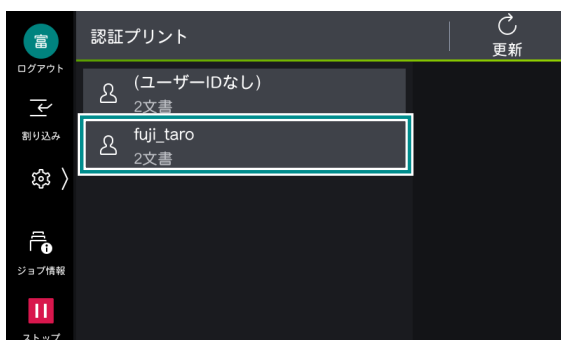 富
ログアウト
認証プリント
更新
(ユーザーIDなし)
2文書
割り込み
fuji_taro
2文書
ジョブ情報
ストップ